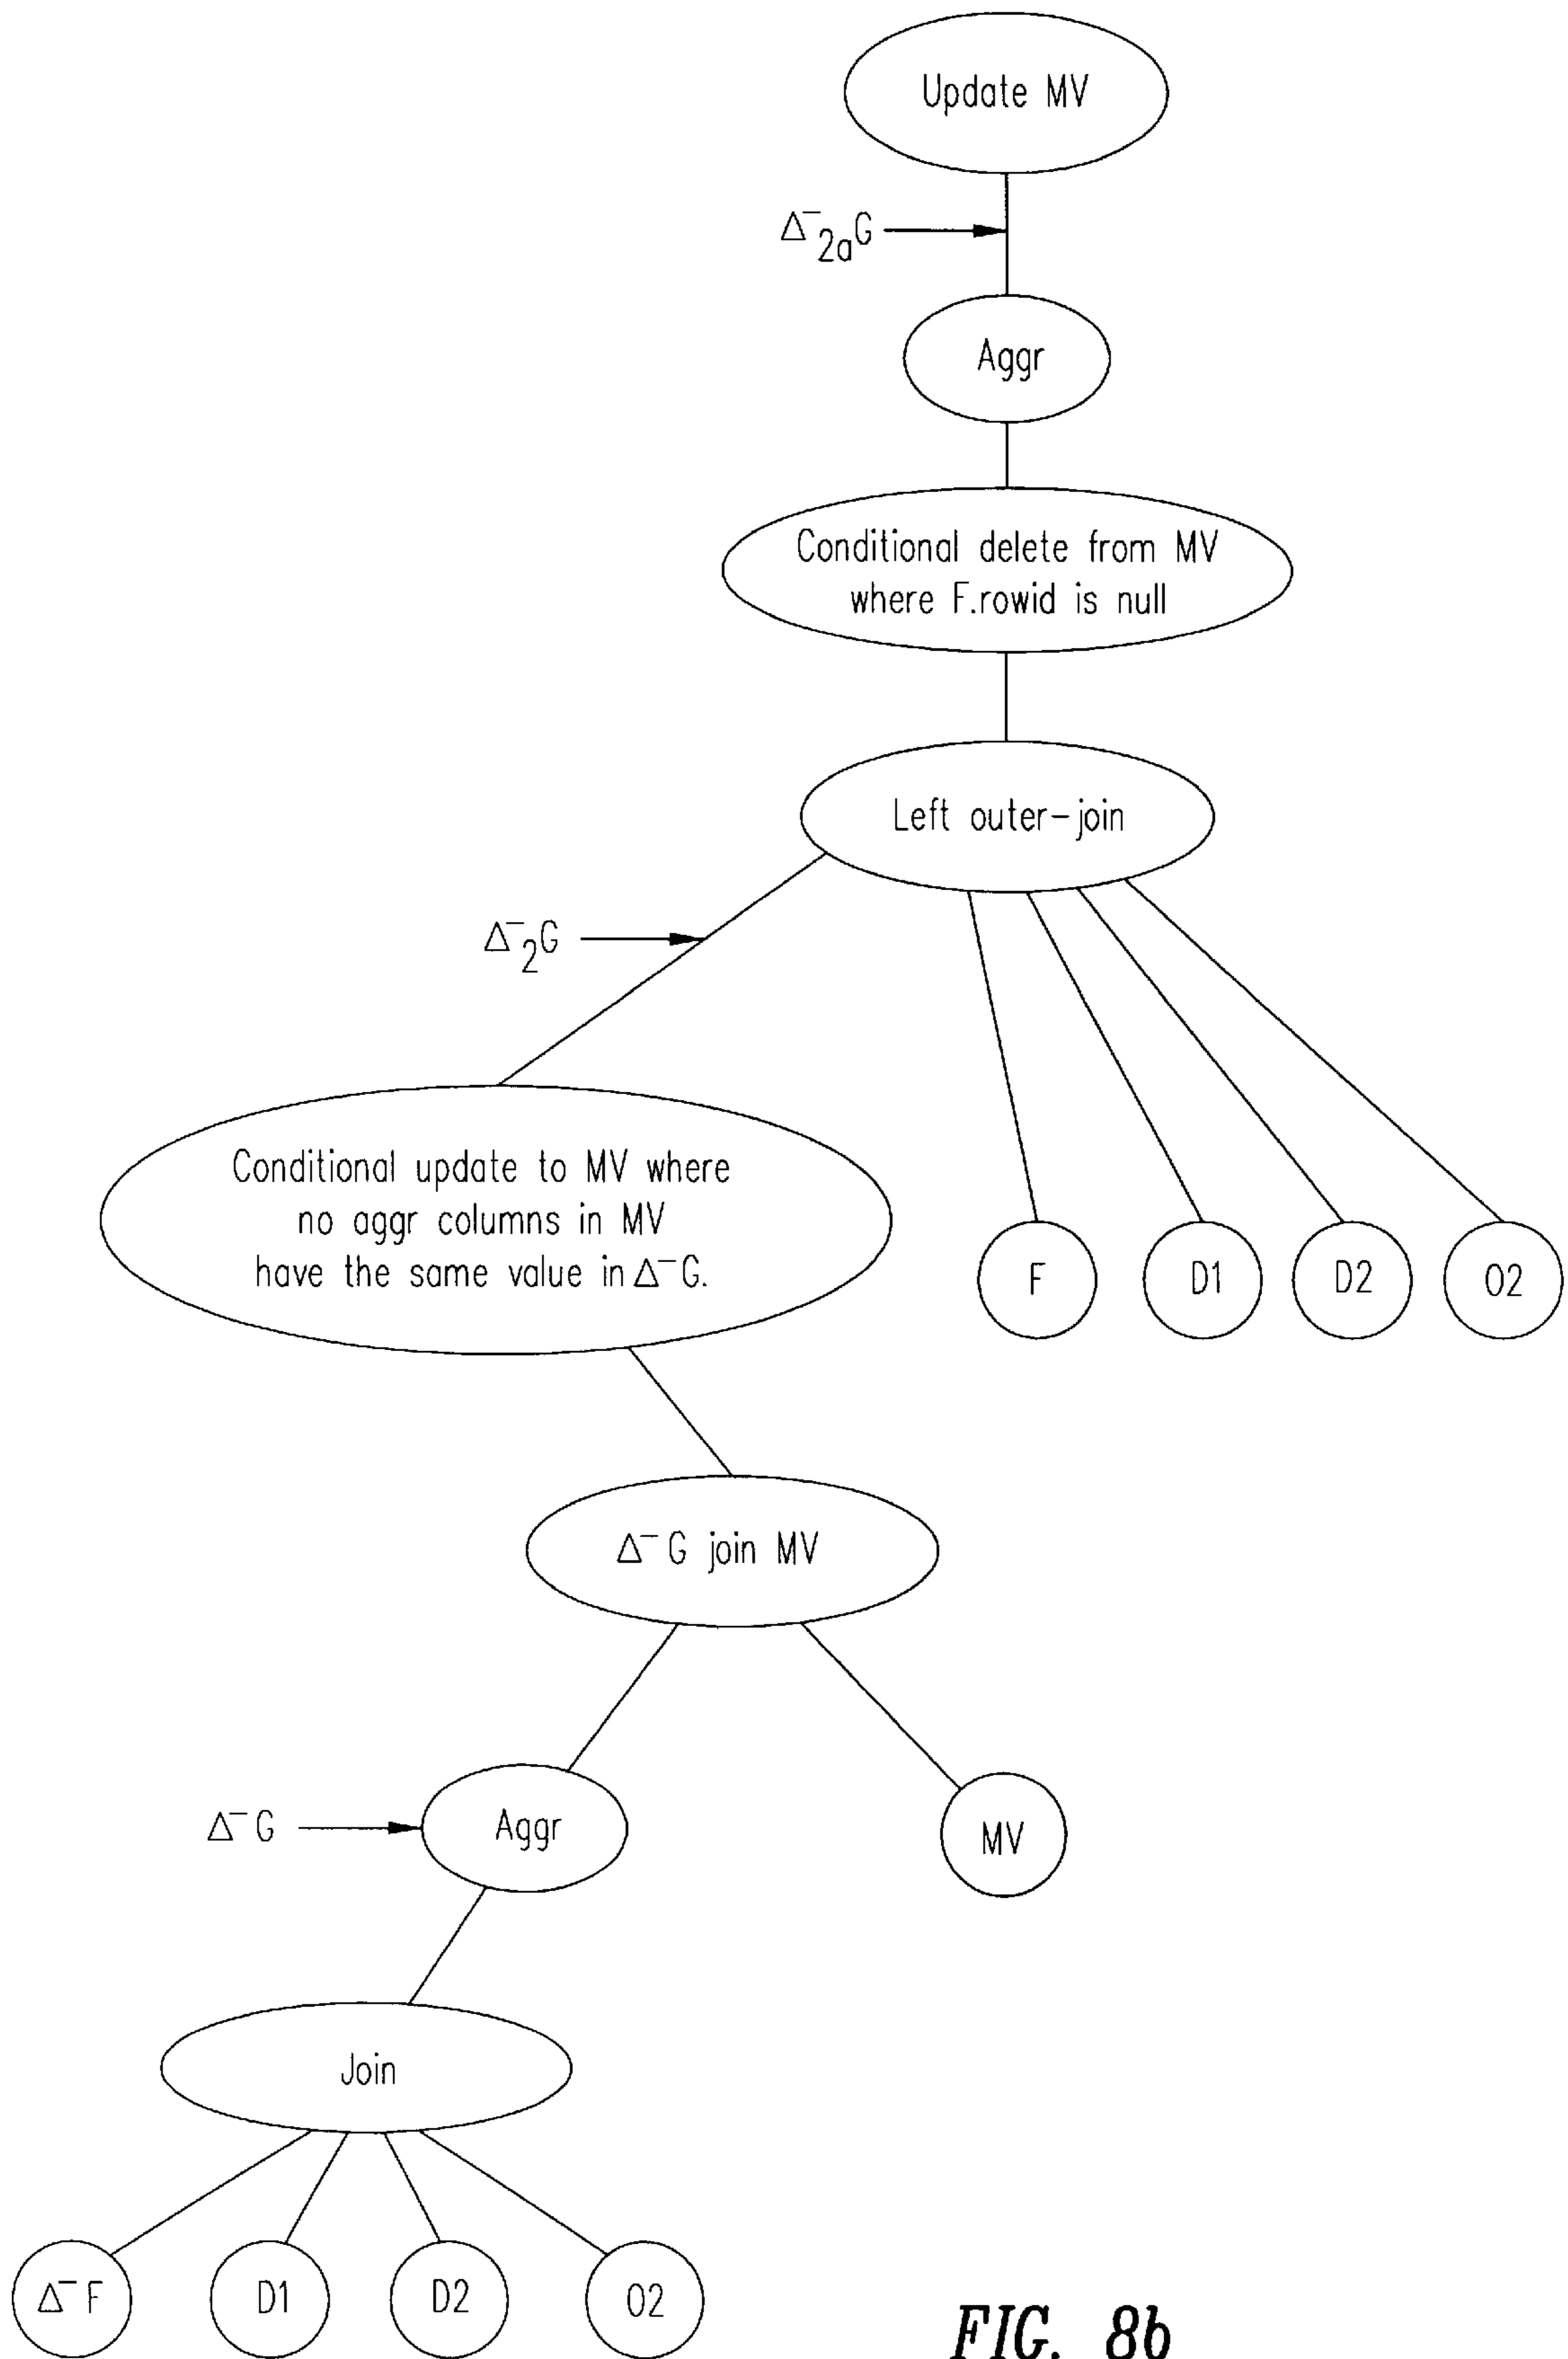 Update MV
Δ⁻₂ₐG
Aggr
Conditional delete from MV
where F.rowid is null
Left outer-join
Δ⁻₂G
Conditional update to MV where
no aggr columns in MV
have the same value in Δ⁻G.
F
D1
D2
O2
Δ⁻G join MV
Δ⁻G
Aggr
MV
Join
Δ⁻F
D1
D2
O2
FIG. 8b